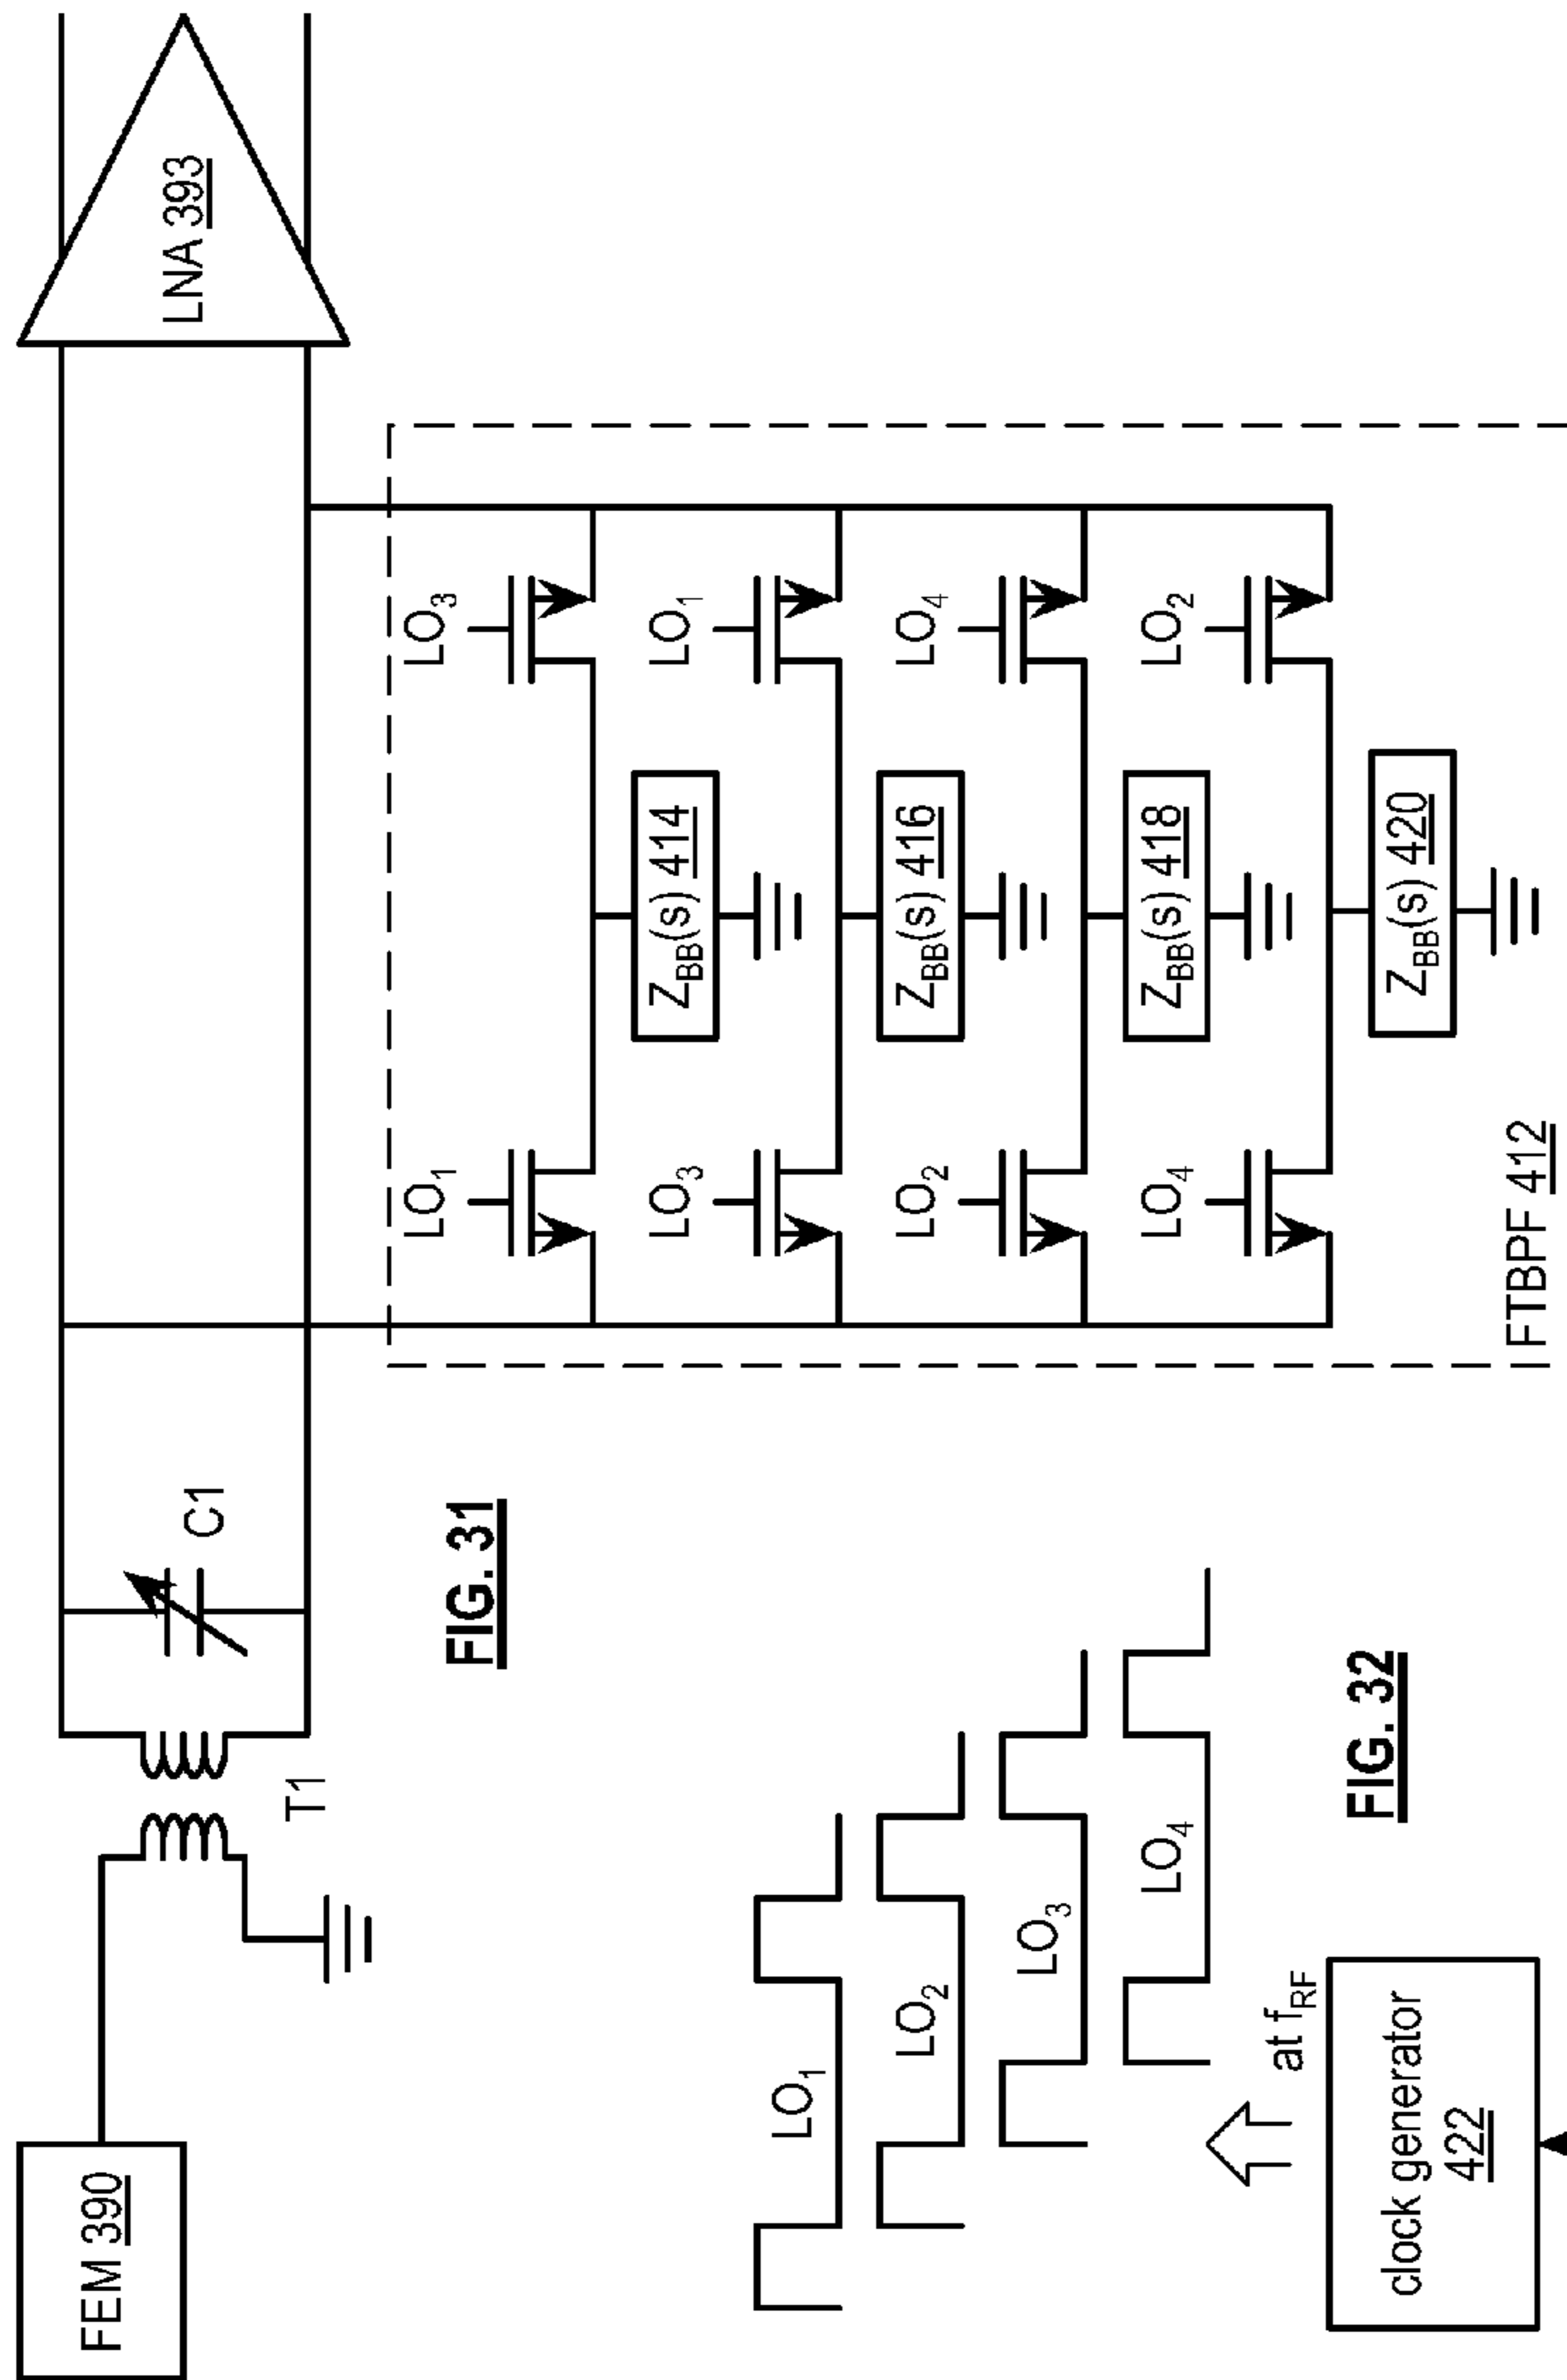 FEM 390
T1
C1
LNA 393
FIG. 31
LO1
LO3
ZBB(s) 414
LO3
LO1
ZBB(s) 416
LO2
LO4
ZBB(s) 418
LO4
LO2
ZBB(s) 420
FTBPF 412
LO1
LO2
LO3
LO4
at fRF
clock generator
422
FIG. 32